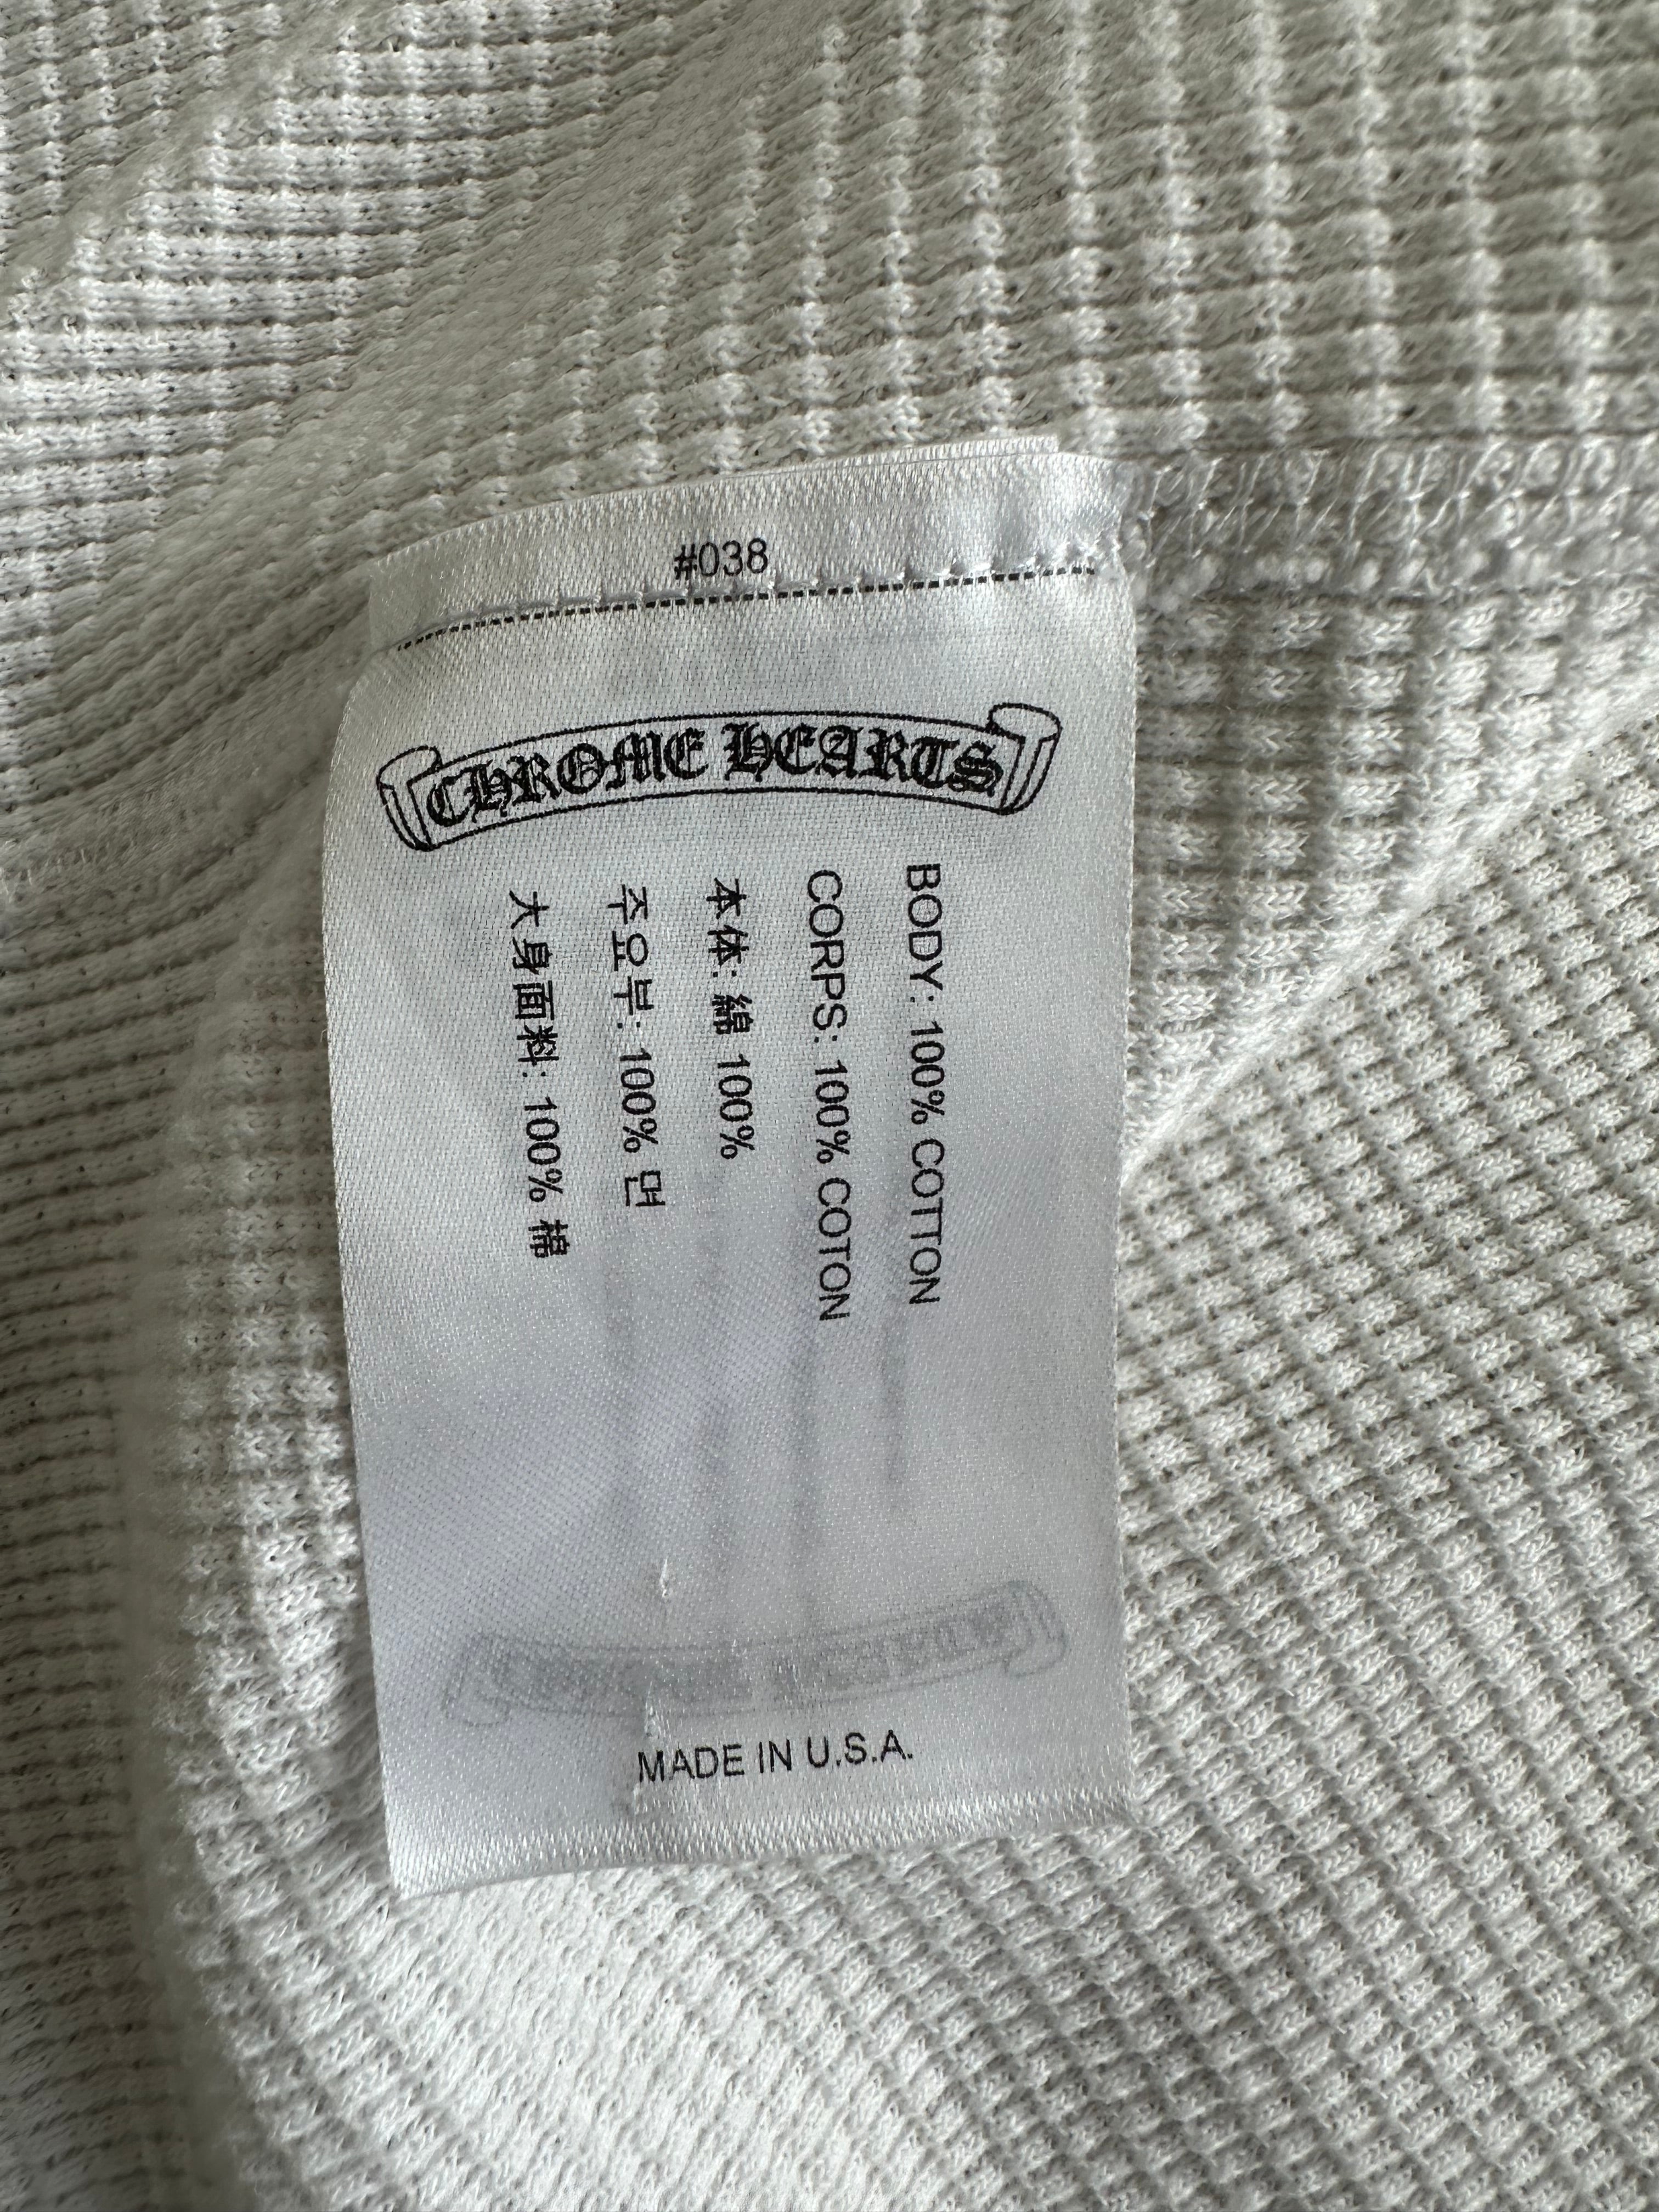 #038
CHROME HEARTS
BODY: 100% COTTON
CORPS: 100% COTON
本体: 綿 100%
주요부: 100% 면
大身面料: 100% 棉
MADE IN U.S.A.